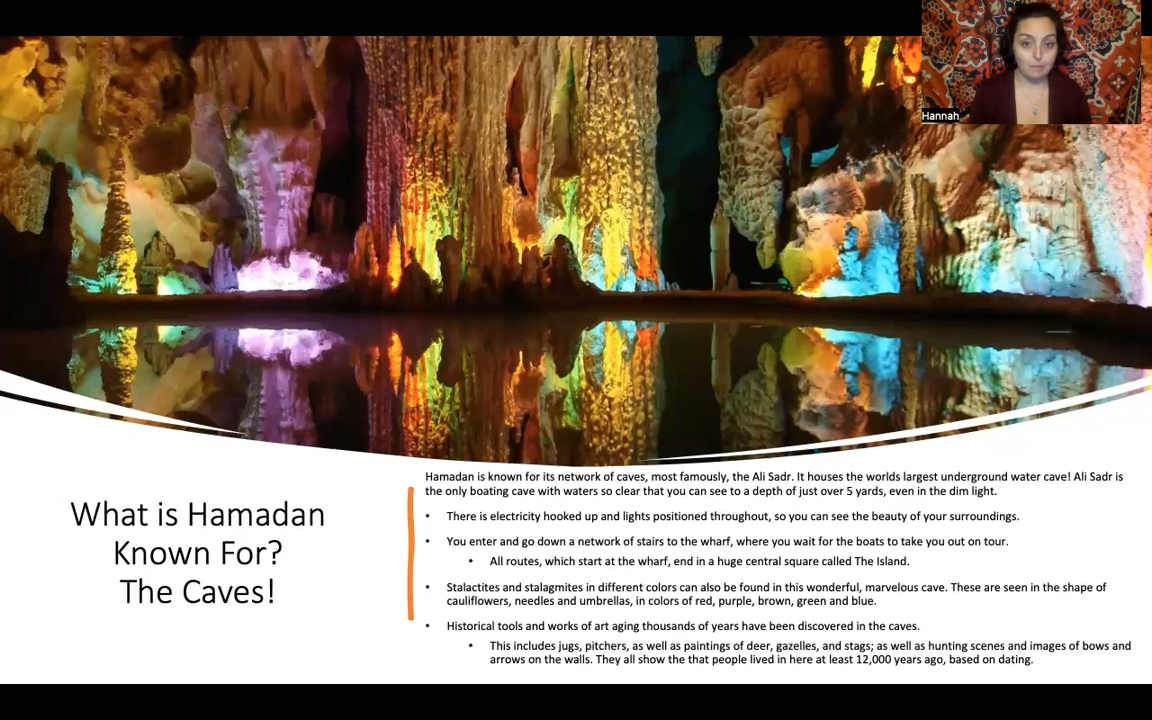 Hannah
What is Hamadan
Known For?
The Caves!
Hamadan is known for its network of caves, most famously, the Ali Sadr. It houses the worlds largest underground water cave! Ali Sadr is
the only boating cave with waters so clear that you can see to a depth of just over 5 yards, even in the dim light.
• There is electricity hooked up and lights positioned throughout, so you can see the beauty of your surroundings.
• You enter and go down a network of stairs to the wharf, where you wait for the boats to take you out on tour.
• All routes, which start at the wharf, end in a huge central square called The Island.
• Stalactites and stalagmites in different colors can also be found in this wonderful, marvelous cave. These are seen in the shape of
cauliflowers, needles and umbrellas, in colors of red, purple, brown, green and blue.
• Historical tools and works of art aging thousands of years have been discovered in the caves.
• This includes jugs, pitchers, as well as paintings of deer, gazelles, and stags; as well as hunting scenes and images of bows and
arrows on the walls. They all show the that people lived in here at least 12,000 years ago, based on dating.